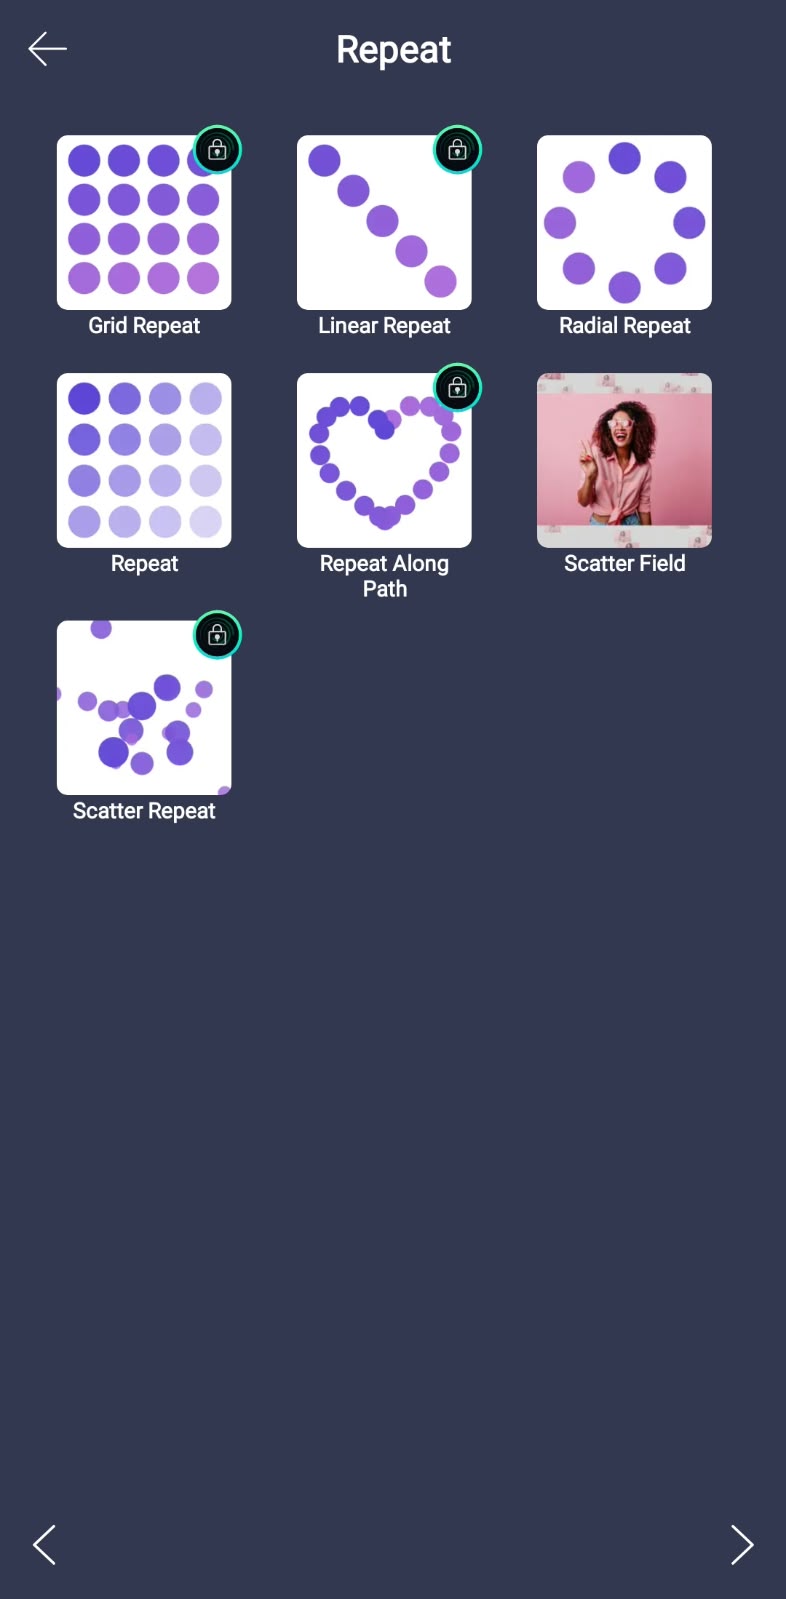 Repeat
Grid Repeat
Linear Repeat
Radial Repeat
Repeat
Repeat Along
Path
Scatter Field
Scatter Repeat